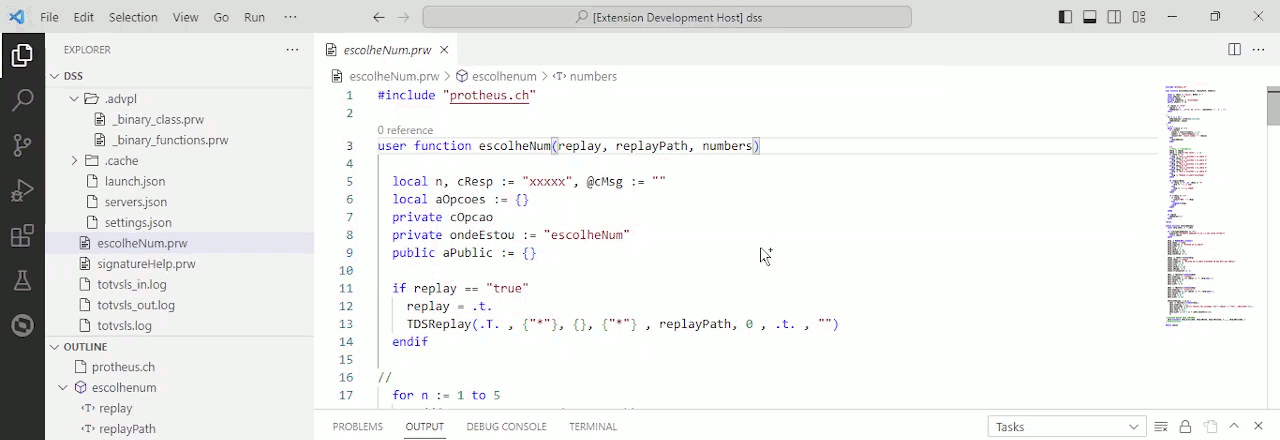 File Edit Selection View Go Run ···
[Extension Development Host] dss
EXPLORER
DSS
.advpl
_binary_class.prw
_binary_functions.prw
.cache
launch.json
servers.json
settings.json
escolheNum.prw
signatureHelp.prw
totvsls_in.log
totvsls_out.log
totvsls.log
OUTLINE
protheus.ch
escolhenum
replay
replayPath
escolheNum.prw
escolheNum.prw > escolhenum > numbers
1 #include "protheus.ch"
2
0 reference
3 user function escolheNum(replay, replayPath, numbers)
4
5 local n, cResp := "xxxxx", @cMsg := ""
6 local aOpcao := {}
7 private cOpcao
8 private onderstou := "escolheNum"
9 public aPublic := {}
10
11 if replay == "true"
12 replay = .T.
13 TDSReplay(.T. , {"*"}, {}, {"*"} , replayPath, 0 , .t. , "")
14 endif
15
16 //
17 for n := 1 to 5
PROBLEMS OUTPUT DEBUG CONSOLE TERMINAL
Tasks